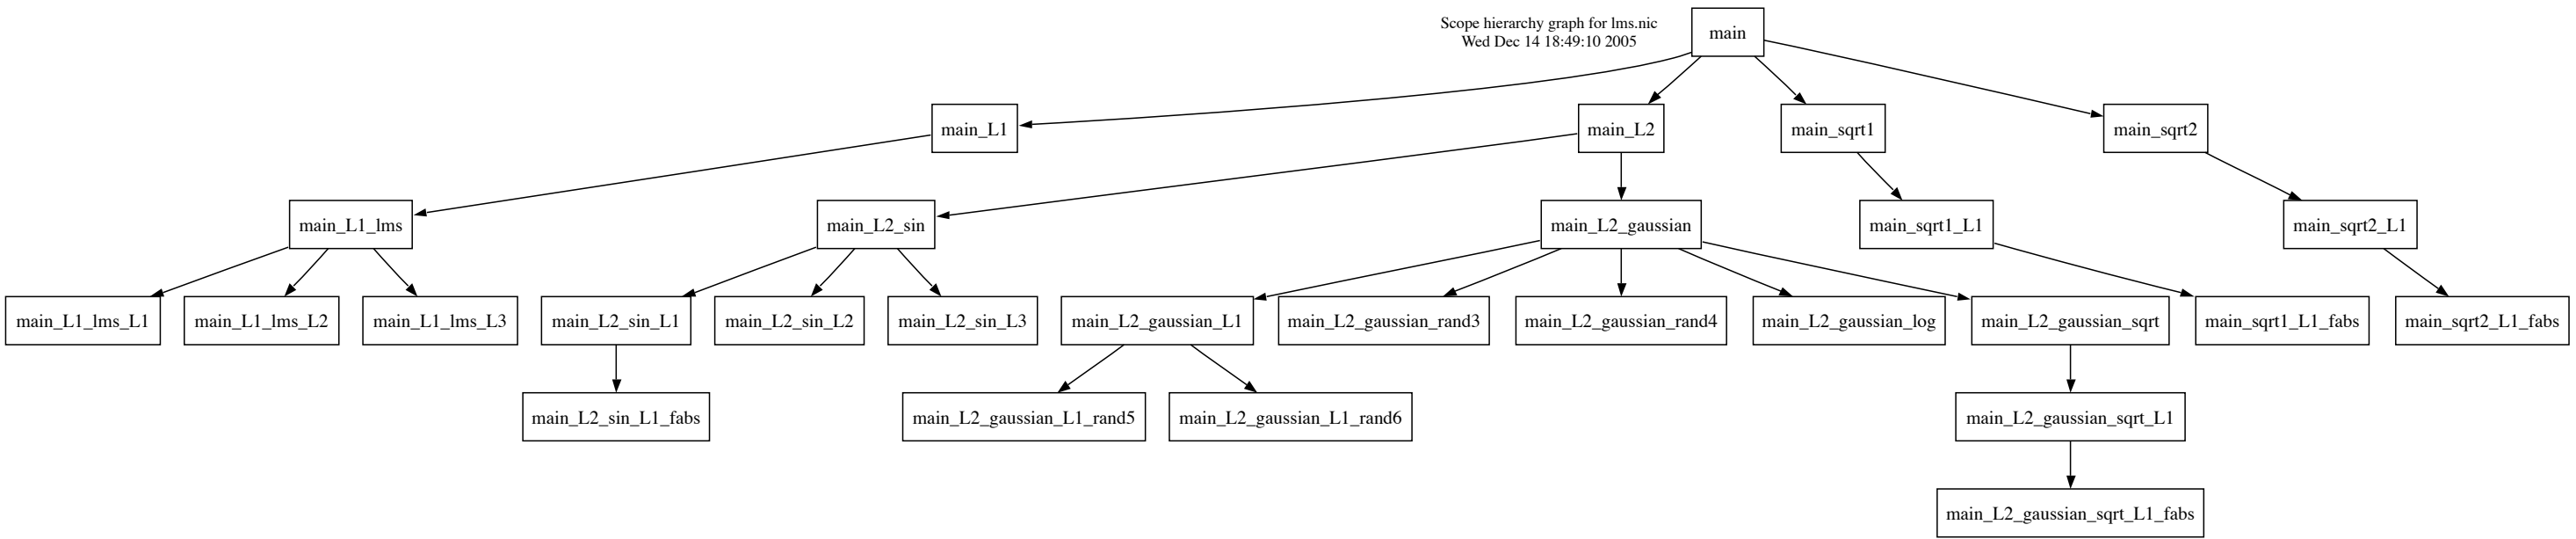 Scope hierarchy graph for lms.nic
Wed Dec 14 18:49:10 2005
main
main_L1
main_L2
main_sqrt1
main_sqrt2
main_L1_lms
main_L2_sin
main_L2_gaussian
main_sqrt1_L1
main_sqrt2_L1
main_L1_lms_L1
main_L1_lms_L2
main_L1_lms_L3
main_L2_sin_L1
main_L2_sin_L2
main_L2_sin_L3
main_L2_gaussian_L1
main_L2_gaussian_rand3
main_L2_gaussian_rand4
main_L2_gaussian_log
main_L2_gaussian_sqrt
main_sqrt1_L1_fabs
main_sqrt2_L1_fabs
main_L2_sin_L1_fabs
main_L2_gaussian_L1_rand5
main_L2_gaussian_L1_rand6
main_L2_gaussian_sqrt_L1
main_L2_gaussian_sqrt_L1_fabs